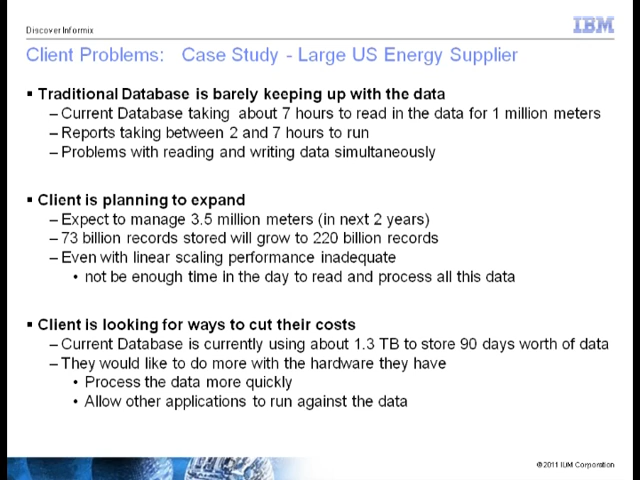 Discover Informix
IBM
Client Problems: Case Study - Large US Energy Supplier
▪ Traditional Database is barely keeping up with the data
– Current Database taking about 7 hours to read in the data for 1 million meters
– Reports taking between 2 and 7 hours to run
– Problems with reading and writing data simultaneously
▪ Client is planning to expand
– Expect to manage 3.5 million meters (in next 2 years)
– 73 billion records stored will grow to 220 billion records
– Even with linear scaling performance inadequate
• not be enough time in the day to read and process all this data
▪ Client is looking for ways to cut their costs
– Current Database is currently using about 1.3 TB to store 90 days worth of data
– They would like to do more with the hardware they have
• Process the data more quickly
• Allow other applications to run against the data
© 2011 IBM Corporation